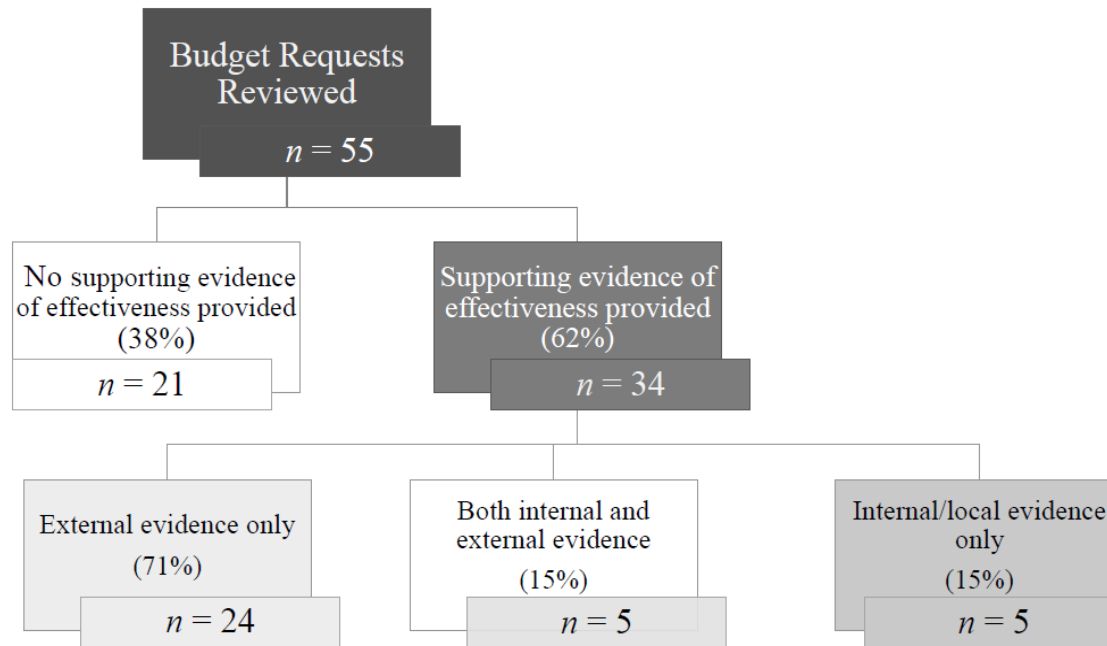 Budget Requests
Reviewed
n = 55
No supporting evidence
of effectiveness provided
(38%)
n = 21
Supporting evidence of
effectiveness provided
(62%)
n = 34
External evidence only
(71%)
n = 24
Both internal and
external evidence
(15%)
n = 5
Internal/local evidence
only
(15%)
n = 5